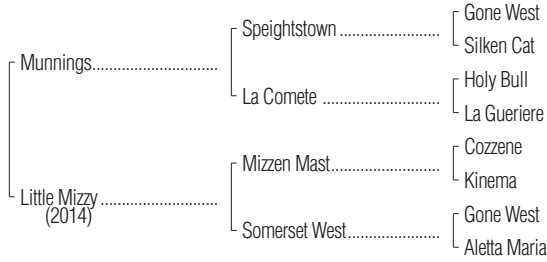 Gone West
Speightstown
Silken Cat
Munnings
Holy Bull
La Comete
La Gueriere
Cozzene
Mizzen Mast
Kinema
Little Mizzy
(2014)
Gone West
Somerset West
Aletta Maria